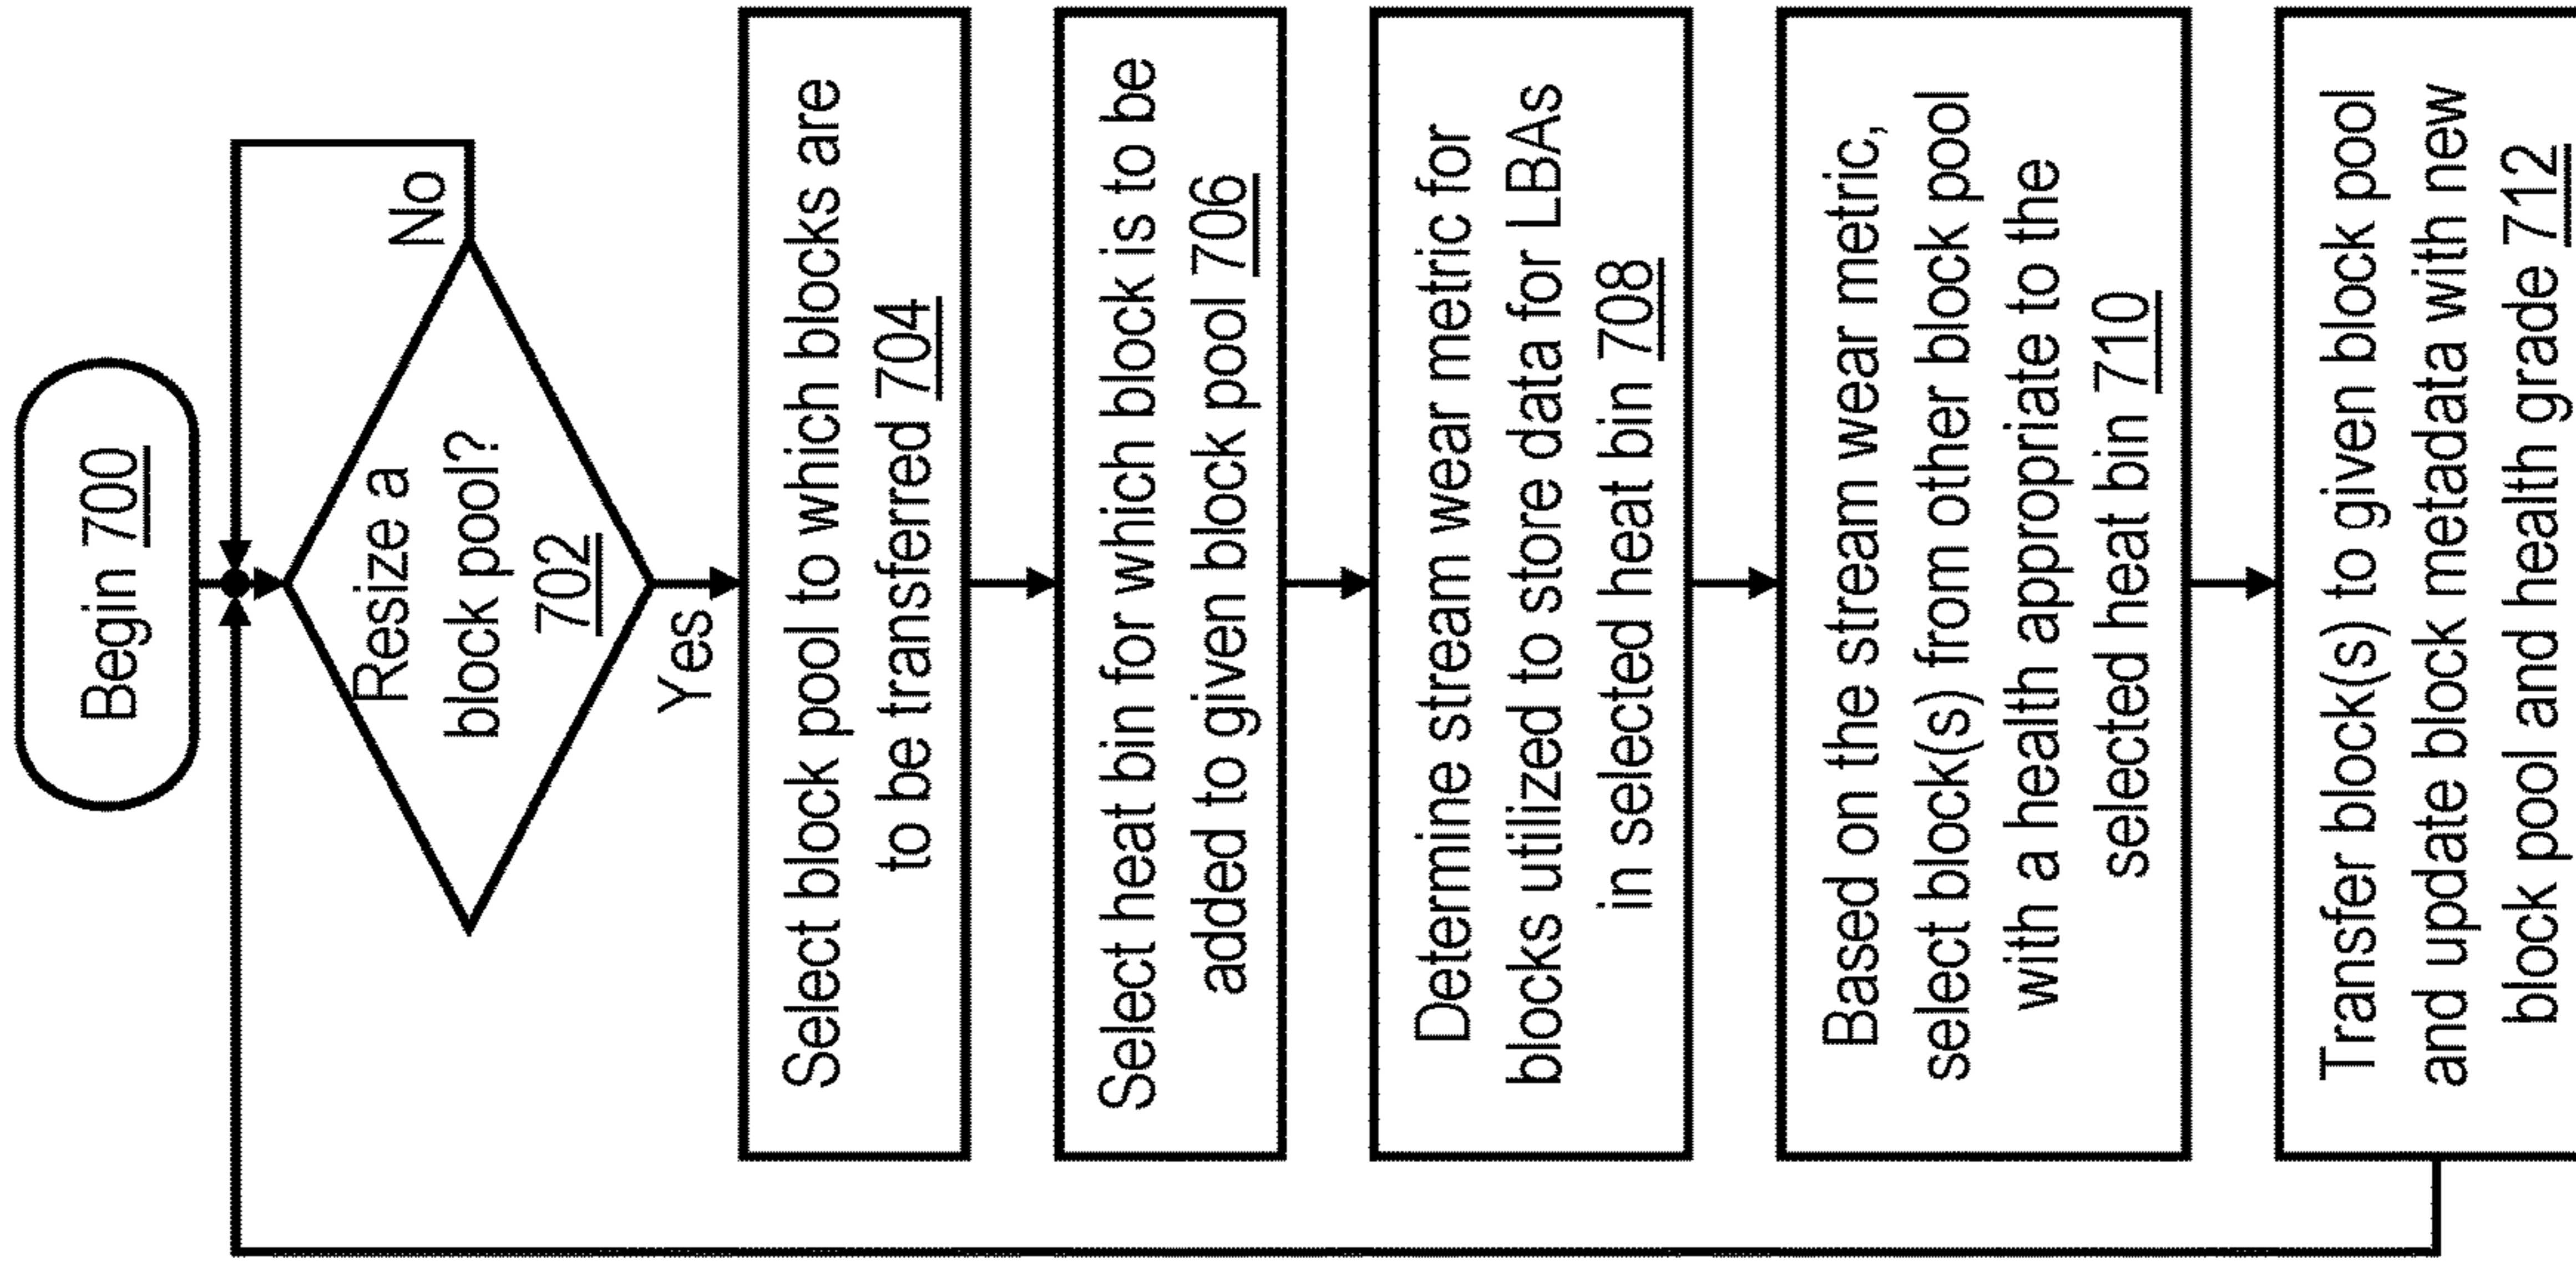 Begin 700
Resize a
block pool?
702
No
Yes
Select block pool to which blocks are
to be transferred 704
Select heat bin for which block is to be
added to given block pool 706
Determine stream wear metric for
blocks utilized to store data for LBAs
in selected heat bin 708
Based on the stream wear metric,
select block(s) from other block pool
with a health appropriate to the
selected heat bin 710
Transfer block(s) to given block pool
and update block metadata with new
block pool and health grade 712